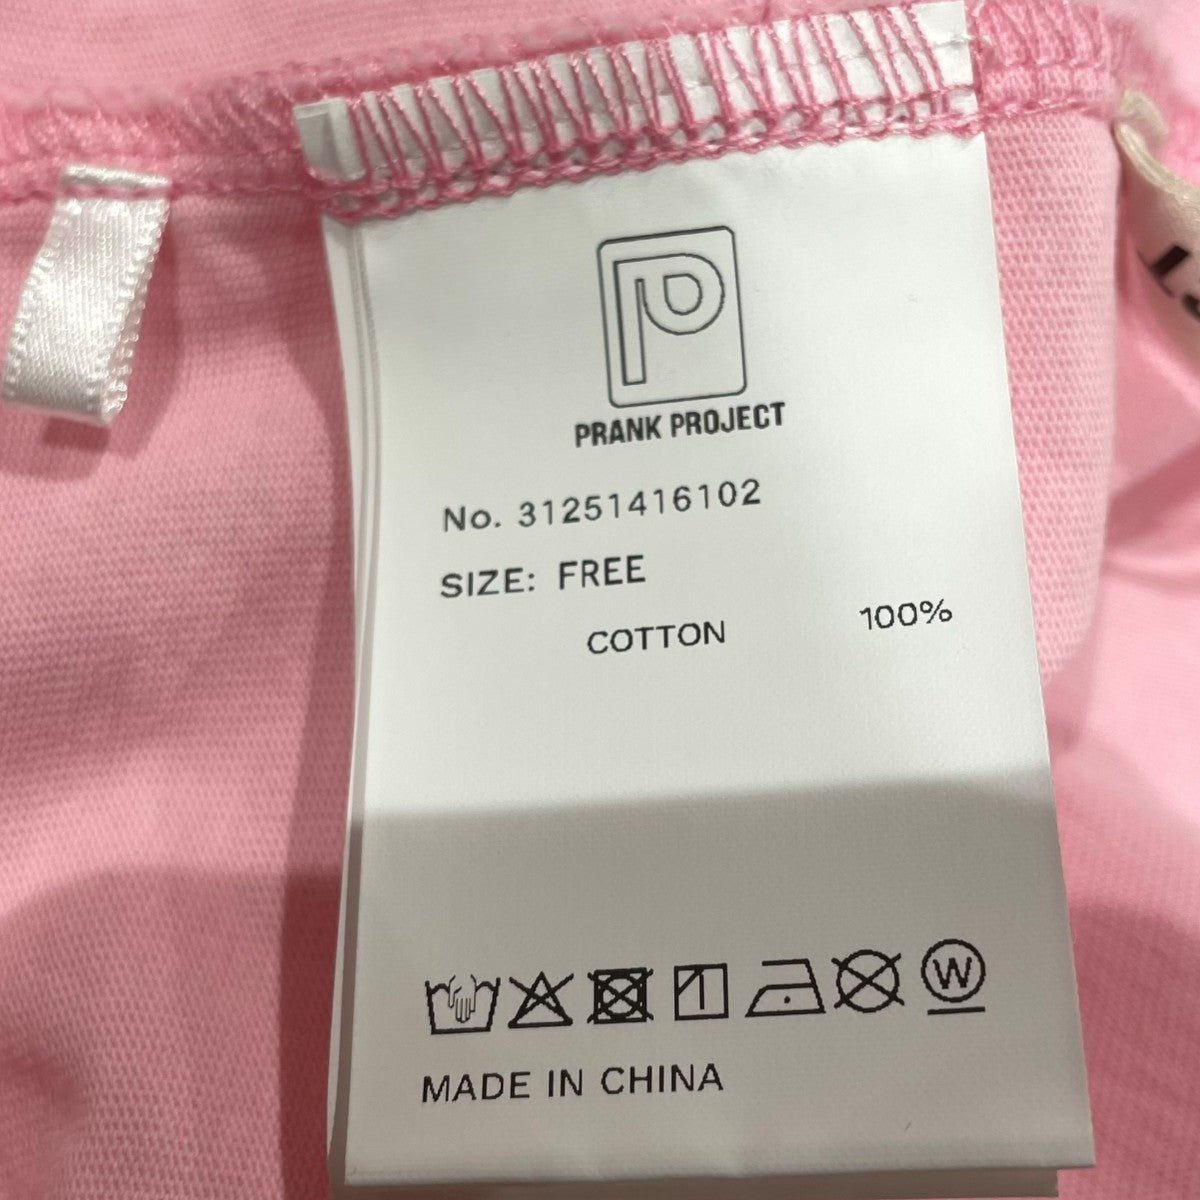 PRANK PROJECT
No. 31251416102
SIZE: FREE
COTTON 100%
W
MADE IN CHINA